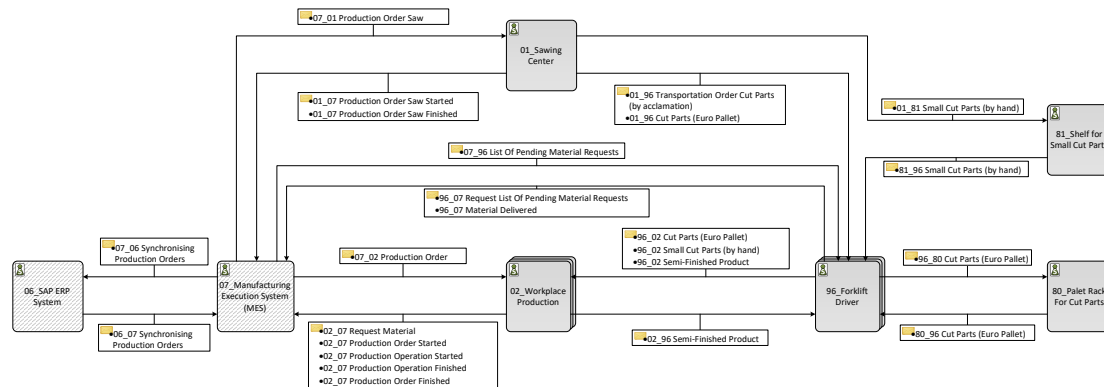 •07_01 Production Order Saw
01_Sawing
Center
•01_07 Production Order Saw Started
•01_07 Production Order Saw Finished
•01_96 Transportation Order Cut Parts
(by acclamation)
•01_96 Cut Parts (Euro Pallet)
•01_81 Small Cut Parts (by hand)
81_Shelf for
Small Cut Parts
•07_96 List Of Pending Material Requests
•81_96 Small Cut Parts (by hand)
•96_07 Request List Of Pending Material Requests
•96_07 Material Delivered
•07_06 Synchronising
Production Orders
•07_02 Production Order
•96_02 Cut Parts (Euro Pallet)
•96_02 Small Cut Parts (by hand)
•96_02 Semi-Finished Product
•96_80 Cut Parts (Euro Pallet)
06_SAP ERP
System
07_Manufacturing
Execution System
(MES)
02_Workplace
Production
96_Forklift
Driver
80_Palet Rack
For Cut Parts
•06_07 Synchronising
Production Orders
•02_07 Request Material
•02_07 Production Order Started
•02_07 Production Operation Started
•02_07 Production Operation Finished
•02_07 Production Order Finished
•02_96 Semi-Finished Product
•80_96 Cut Parts (Euro Pallet)